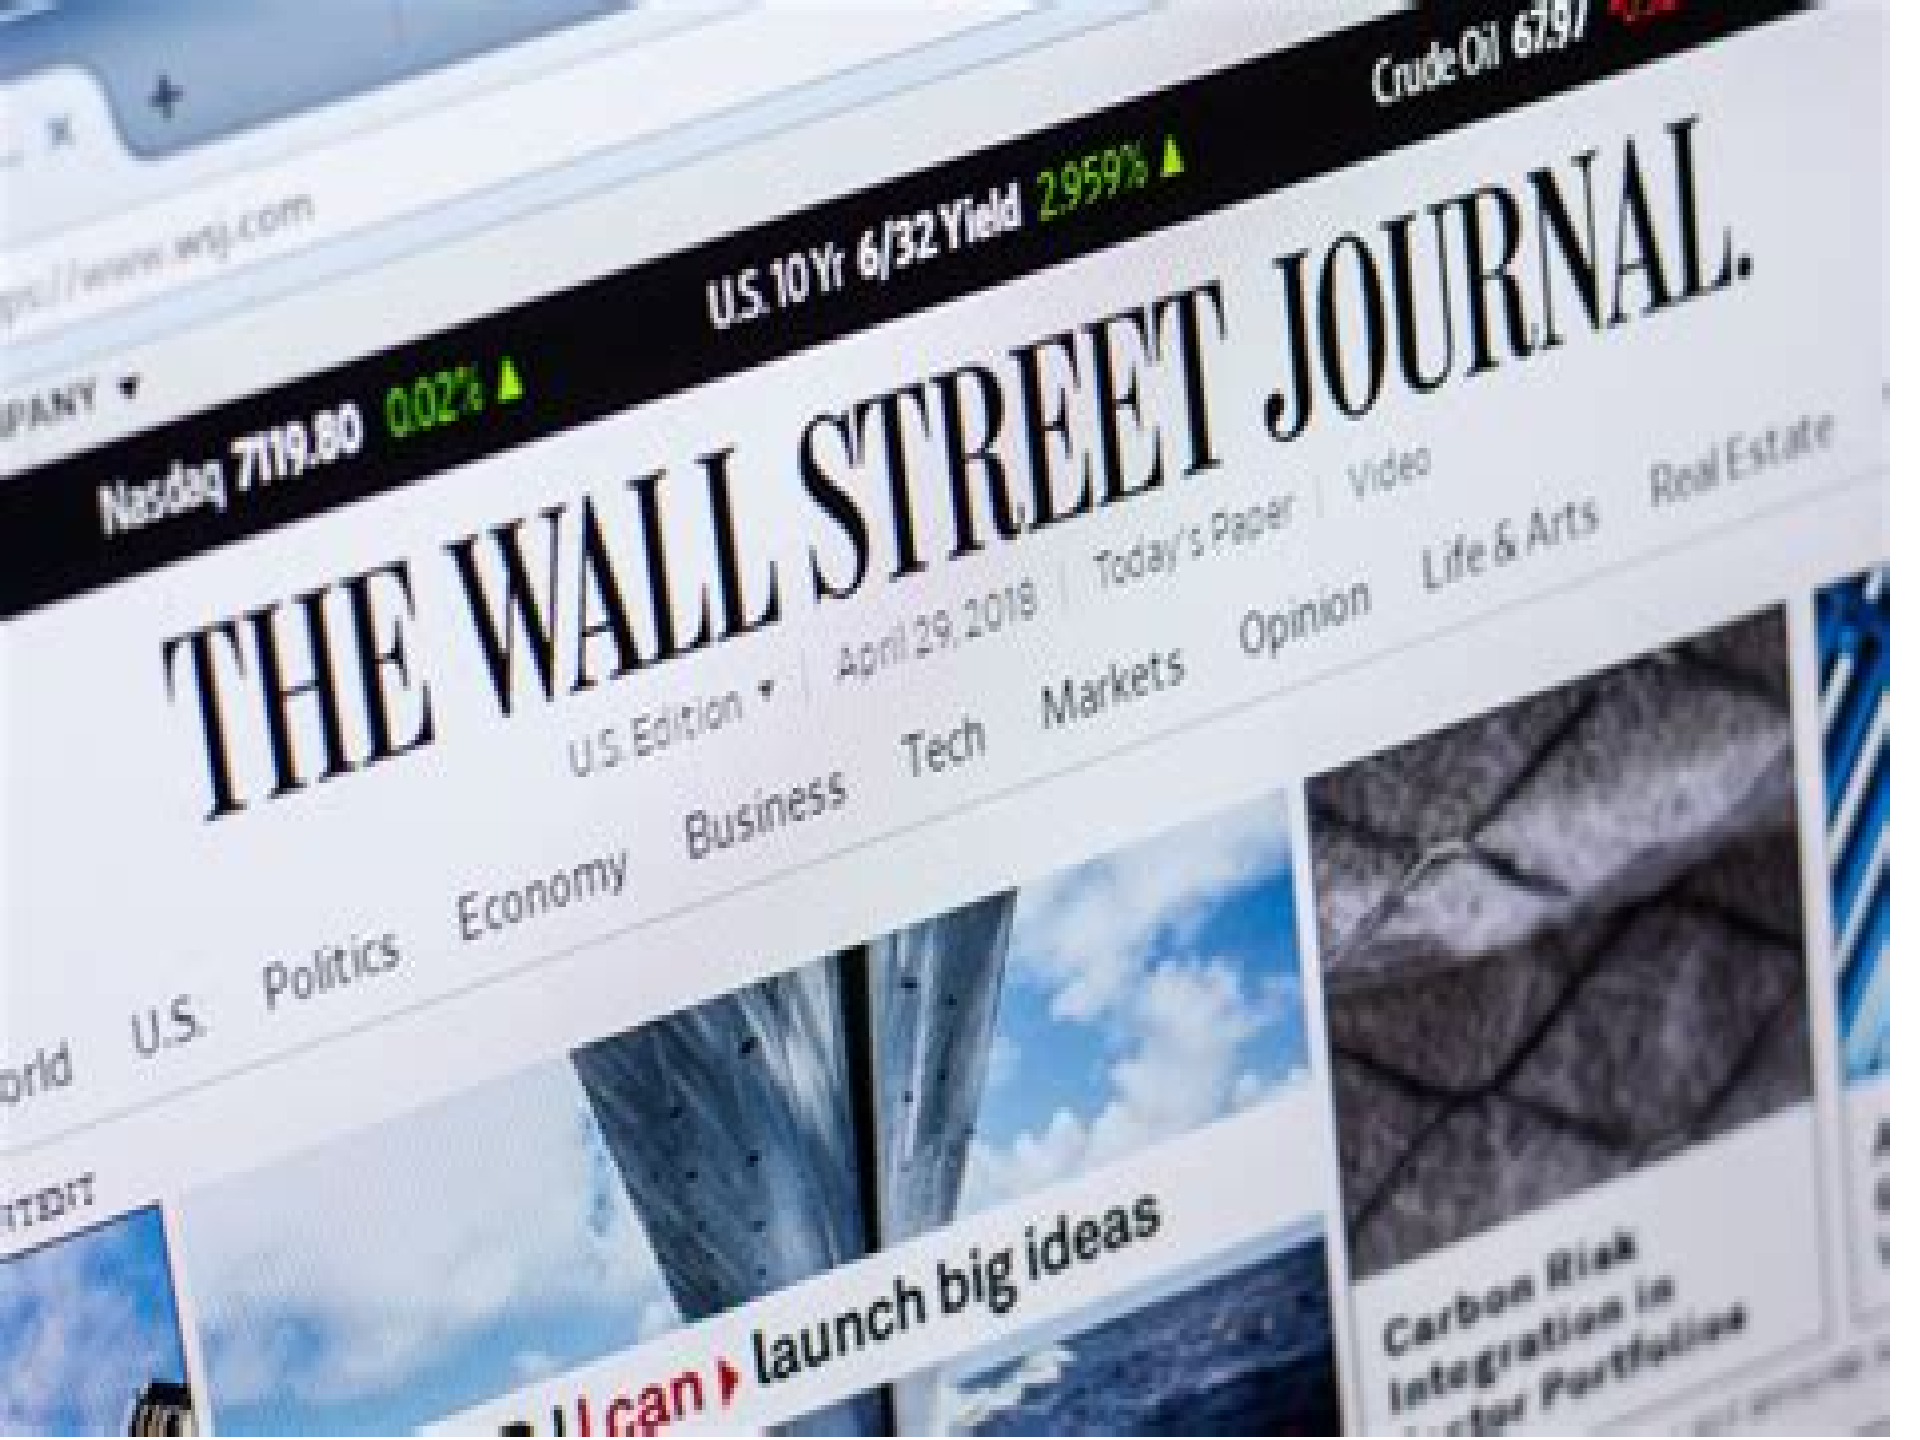 www.wsj.com
Nasdaq 7119.80 0.02% ▲ U.S. 10 Yr 6/32 Yield 2.959% ▲ Crude Oil 67.97
THE WALL STREET JOURNAL.
U.S. Edition ▼ | April 29, 2018 | Today's Paper | Video
U.S. Politics Economy Business Tech Markets Opinion Life & Arts Real Estate
can launch big ideas
Carbon Risk
Integration in
Portfolios